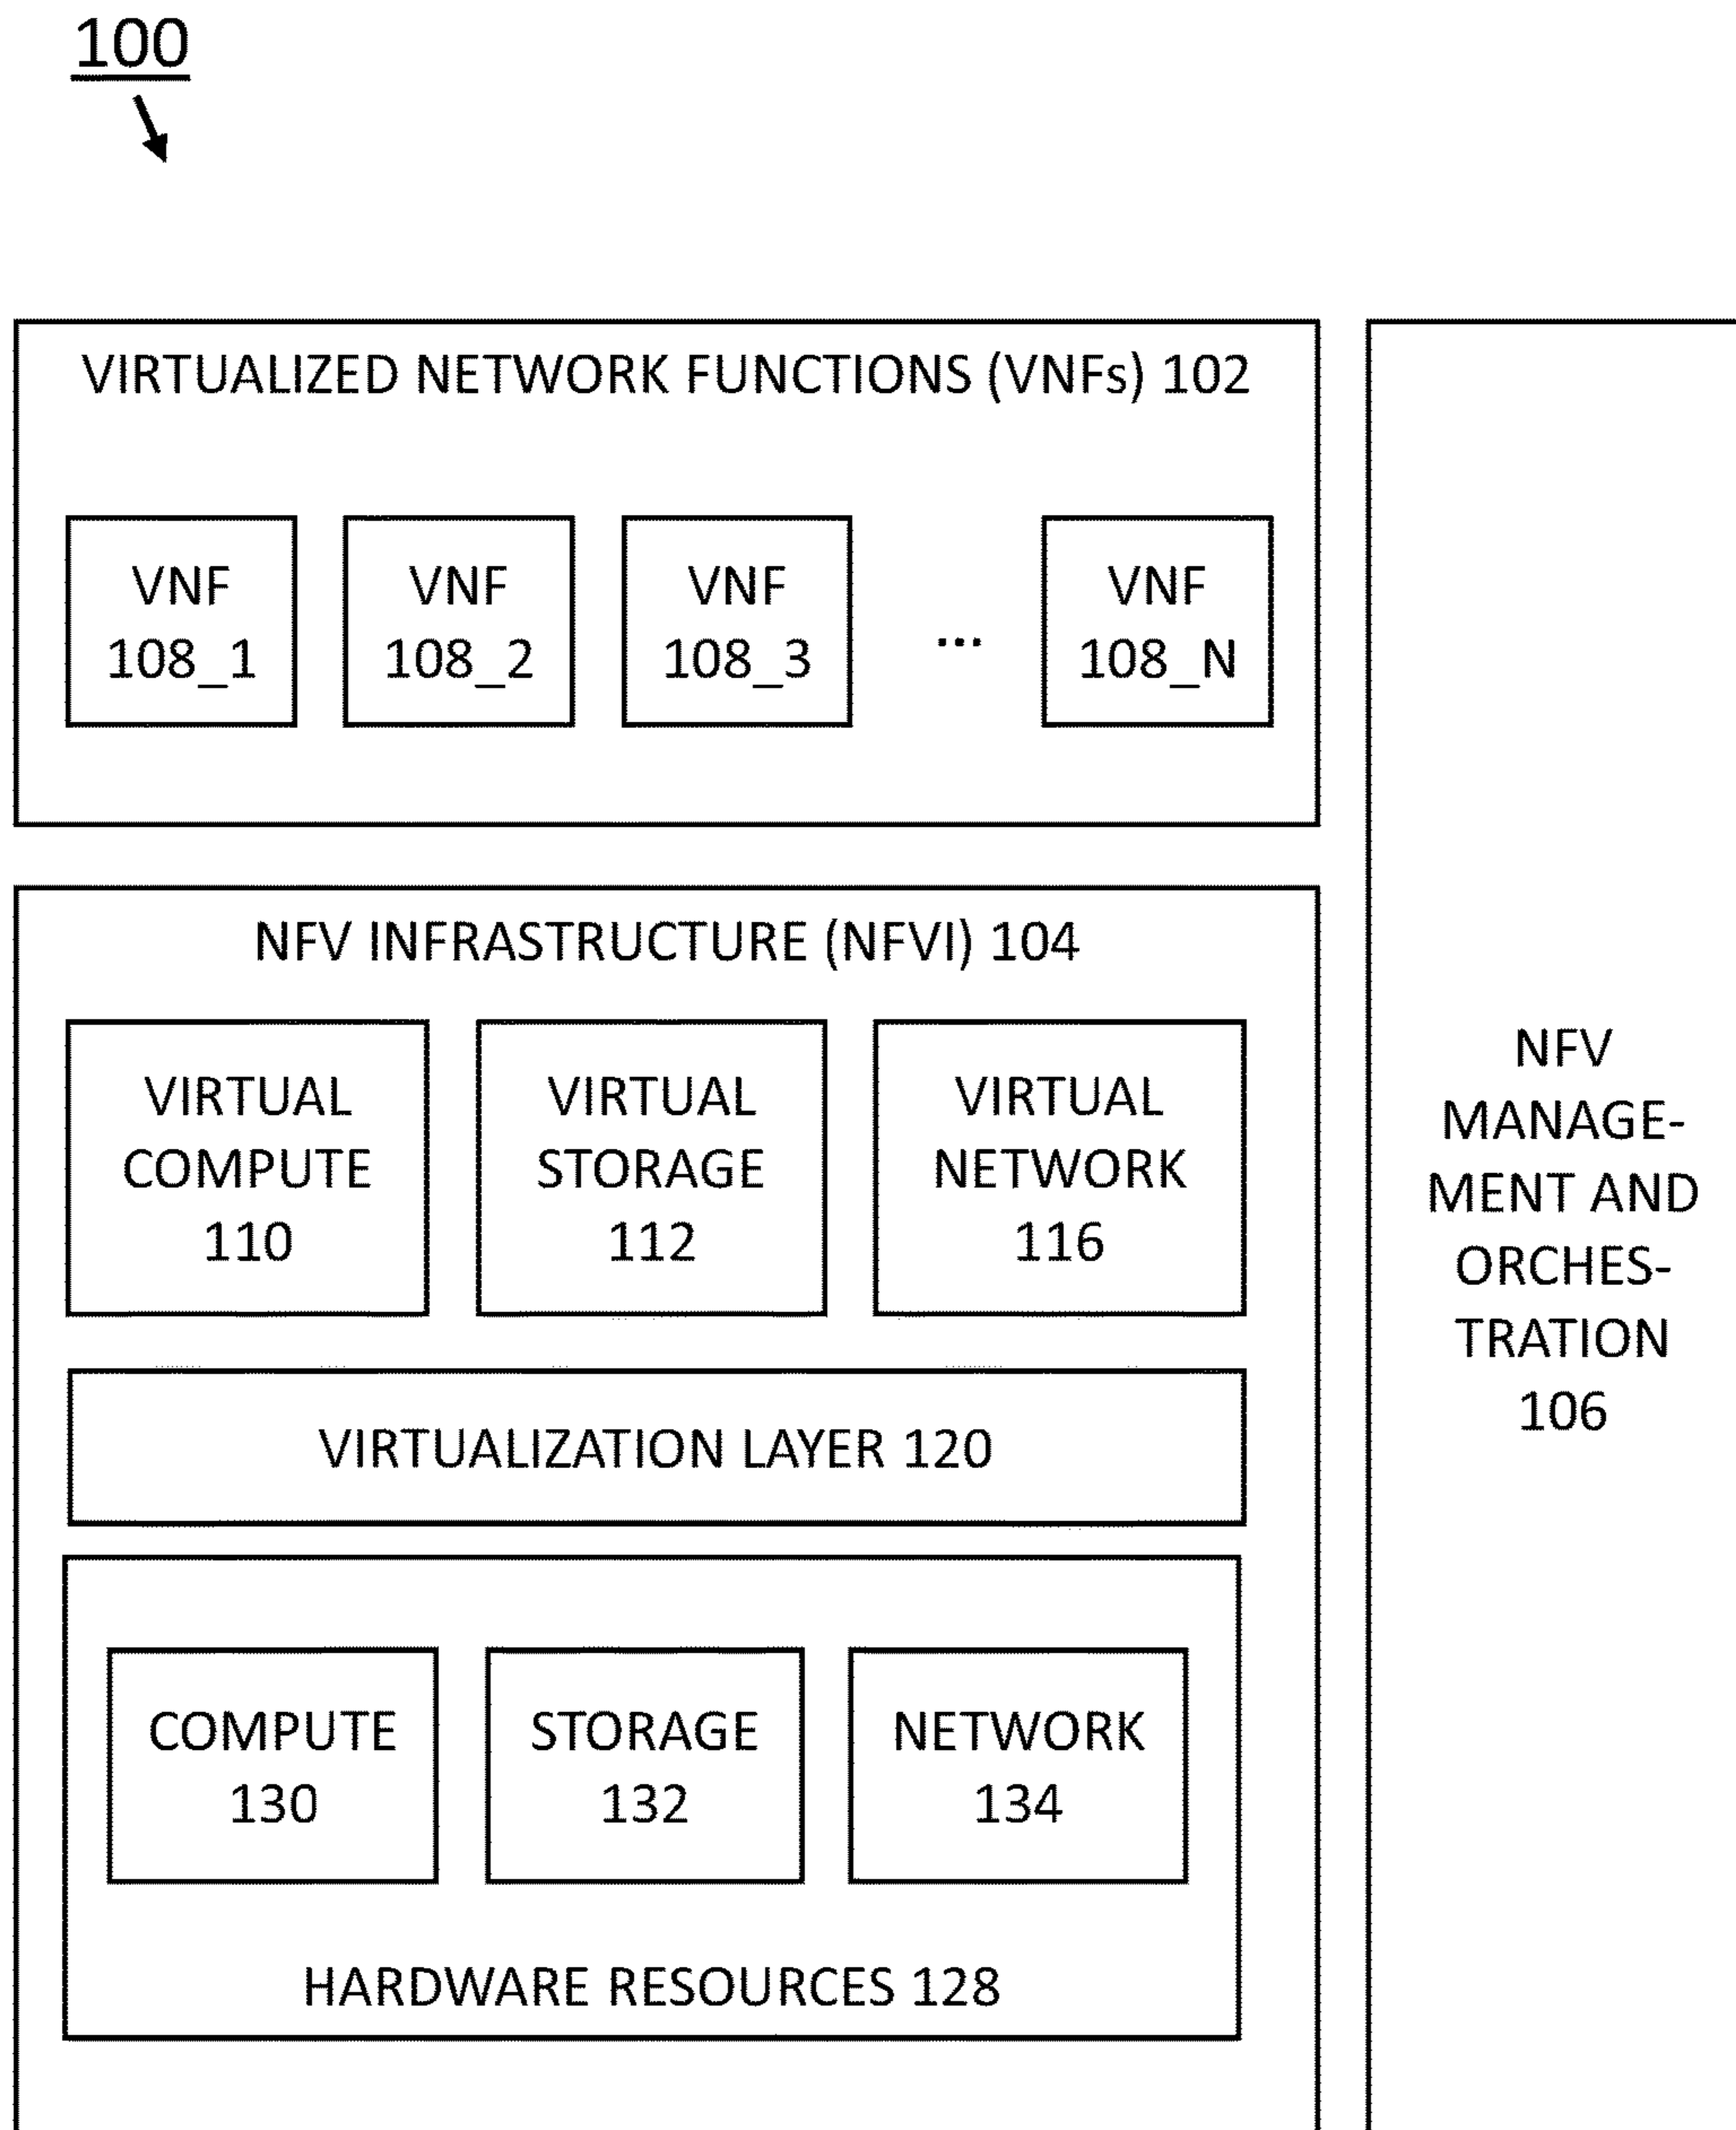 100
VIRTUALIZED NETWORK FUNCTIONS (VNFs) 102
VNF
108_1
VNF
108_2
VNF
108_3
...
VNF
108_N
NFV INFRASTRUCTURE (NFVI) 104
VIRTUAL
COMPUTE
110
VIRTUAL
STORAGE
112
VIRTUAL
NETWORK
116
VIRTUALIZATION LAYER 120
COMPUTE
130
STORAGE
132
NETWORK
134
HARDWARE RESOURCES 128
NFV
MANAGE-
MENT AND
ORCHES-
TRATION
106